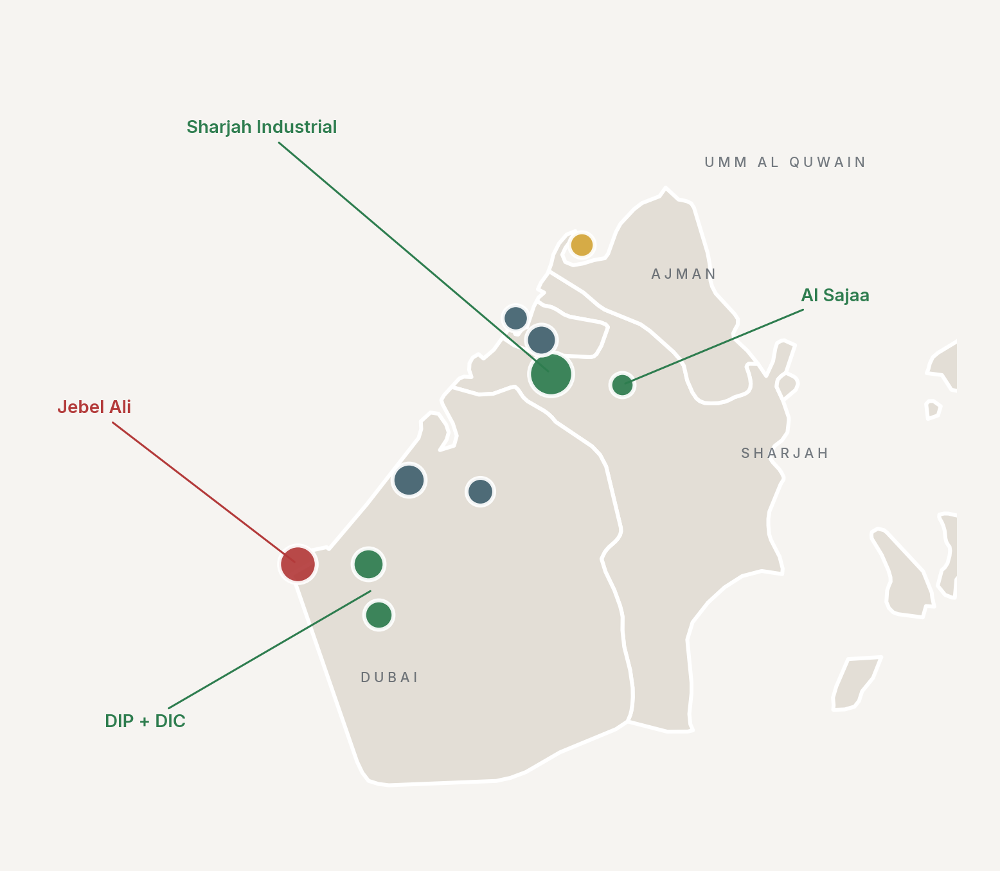 Sharjah Industrial
UMM AL QUWAIN
AJMAN
Al Sajaa
Jebel Ali
SHARJAH
DUBAI
DIP + DIC